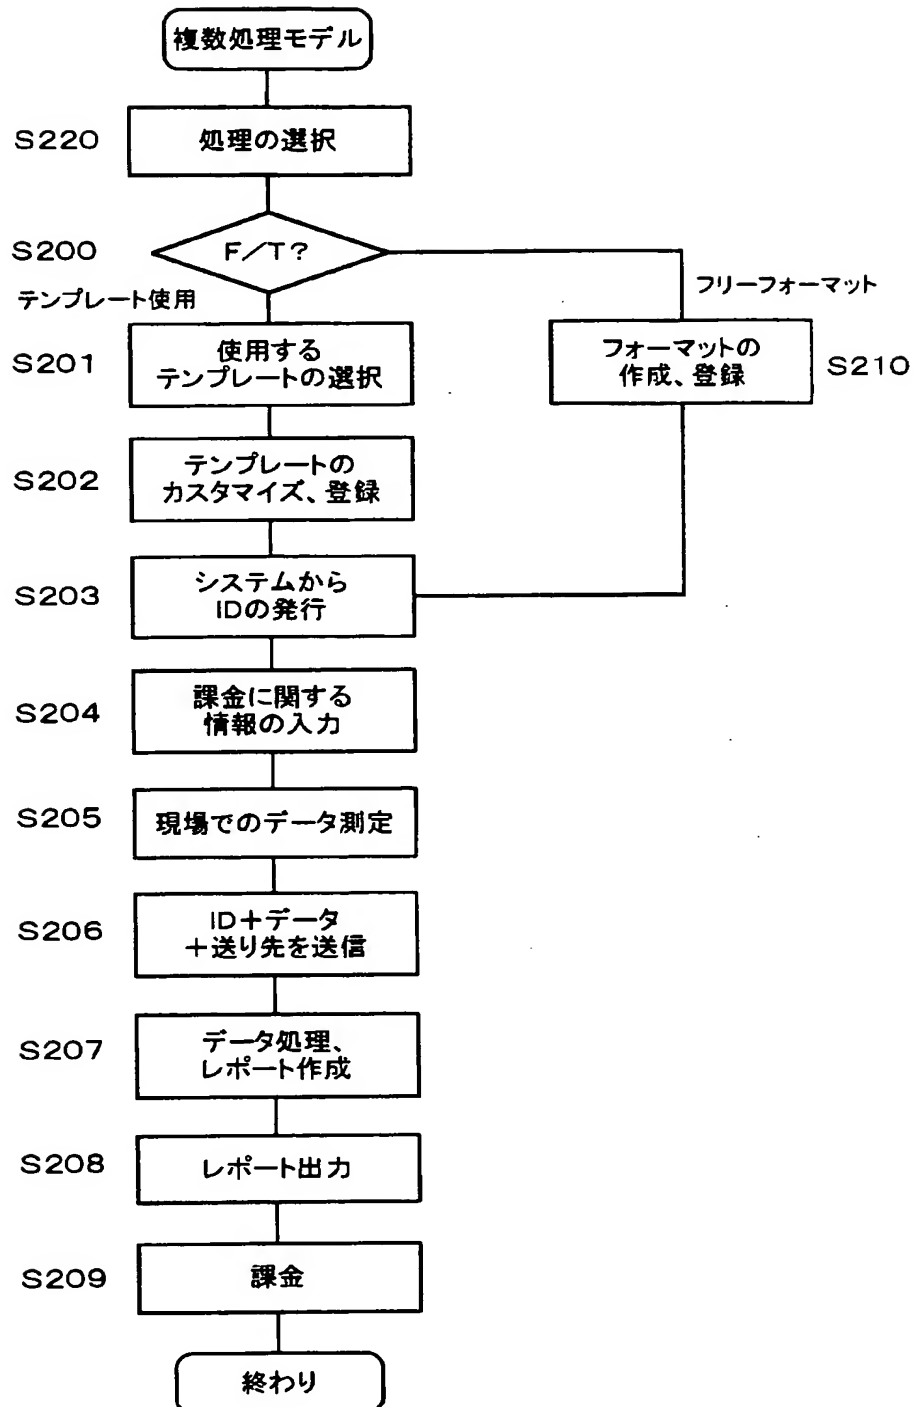 複数処理モデル
S220
処理の選択
S200
F／T？
テンプレート使用
フリーフォーマット
S201
使用する
テンプレートの選択
フォーマットの
作成、登録
S210
S202
テンプレートの
カスタマイズ、登録
S203
システムから
IDの発行
S204
課金に関する
情報の入力
S205
現場でのデータ測定
S206
ID＋データ
＋送り先を送信
S207
データ処理、
レポート作成
S208
レポート出力
S209
課金
終わり